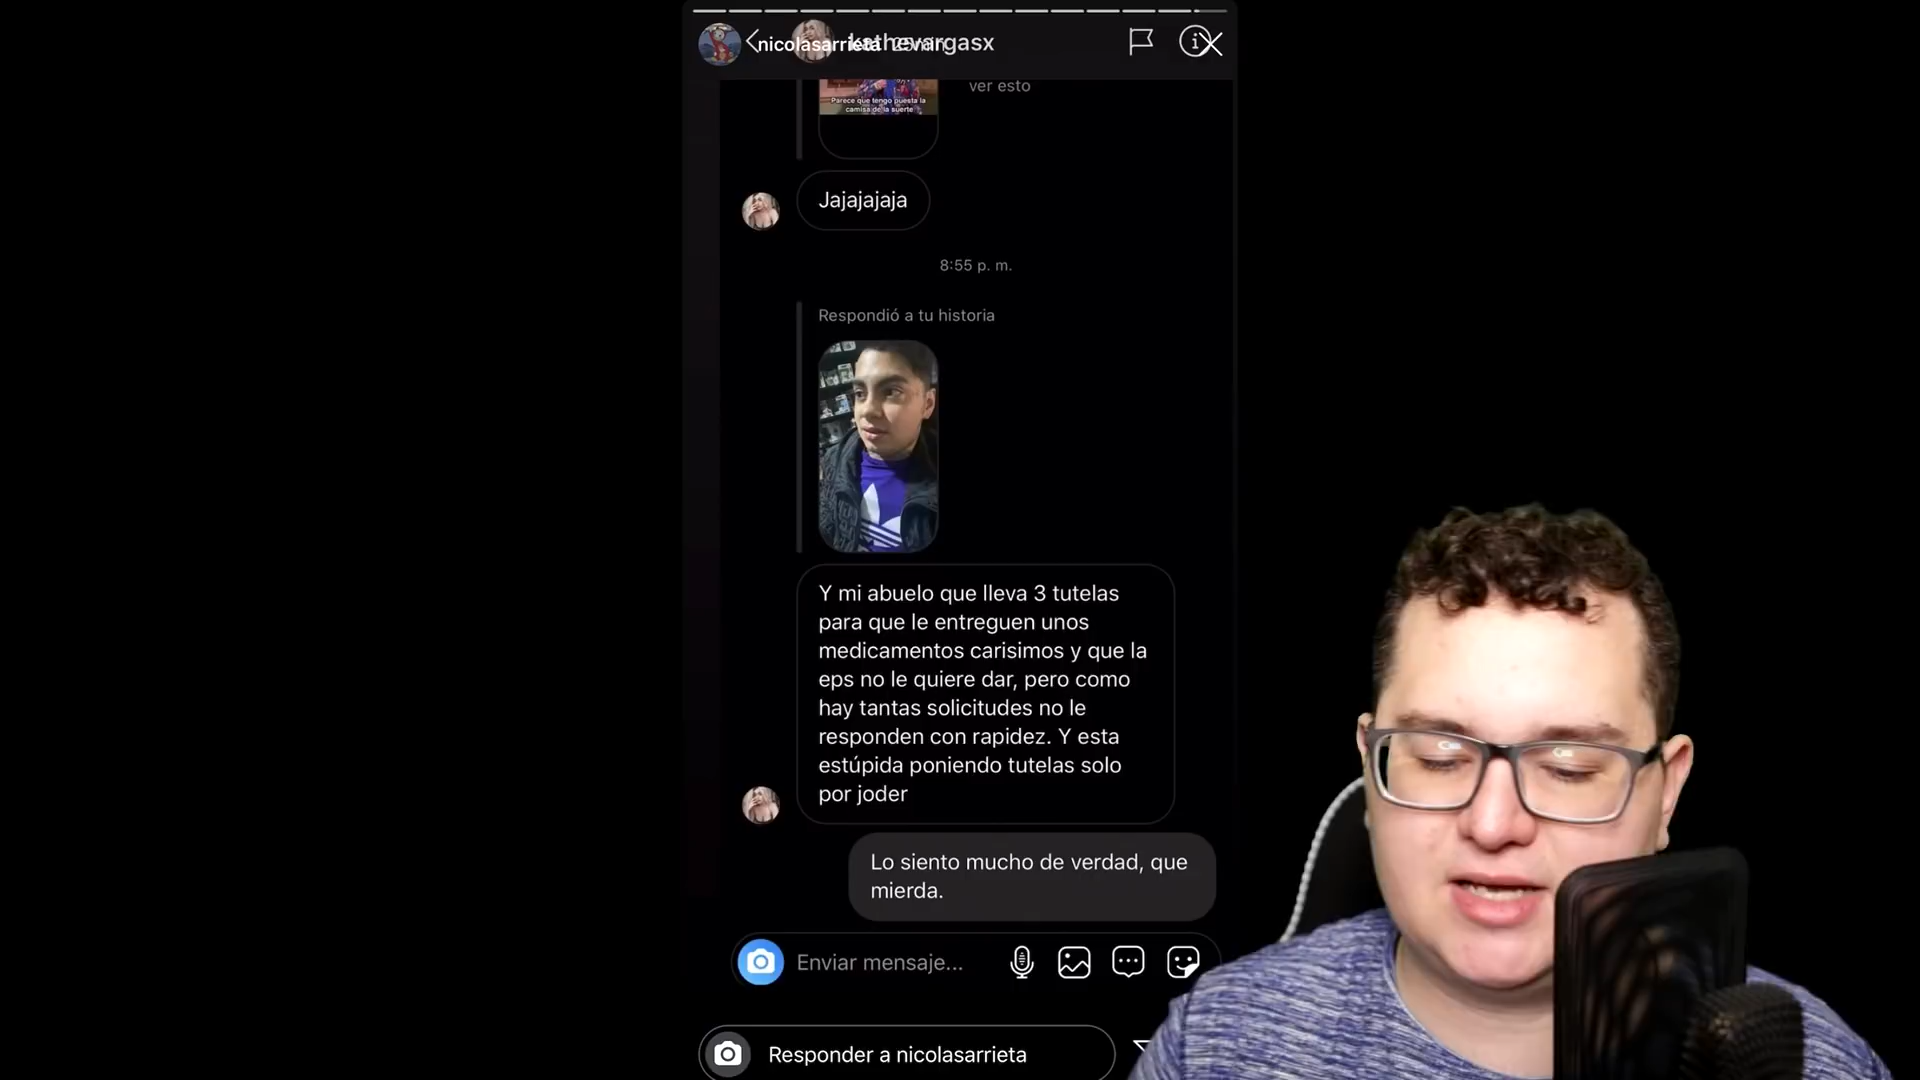 nicolasarrieta 25min
kathevargasx
ver esto
Parece que tengo puesta la
camisa de la suerte
Jajajajaja
8:55 p. m.
Respondió a tu historia
Y mi abuelo que lleva 3 tutelas
para que le entreguen unos
medicamentos carisimos y que la
eps no le quiere dar, pero como
hay tantas solicitudes no le
responden con rapidez. Y esta
estúpida poniendo tutelas solo
por joder
Lo siento mucho de verdad, que
mierda.
Enviar mensaje...
Responder a nicolasarrieta